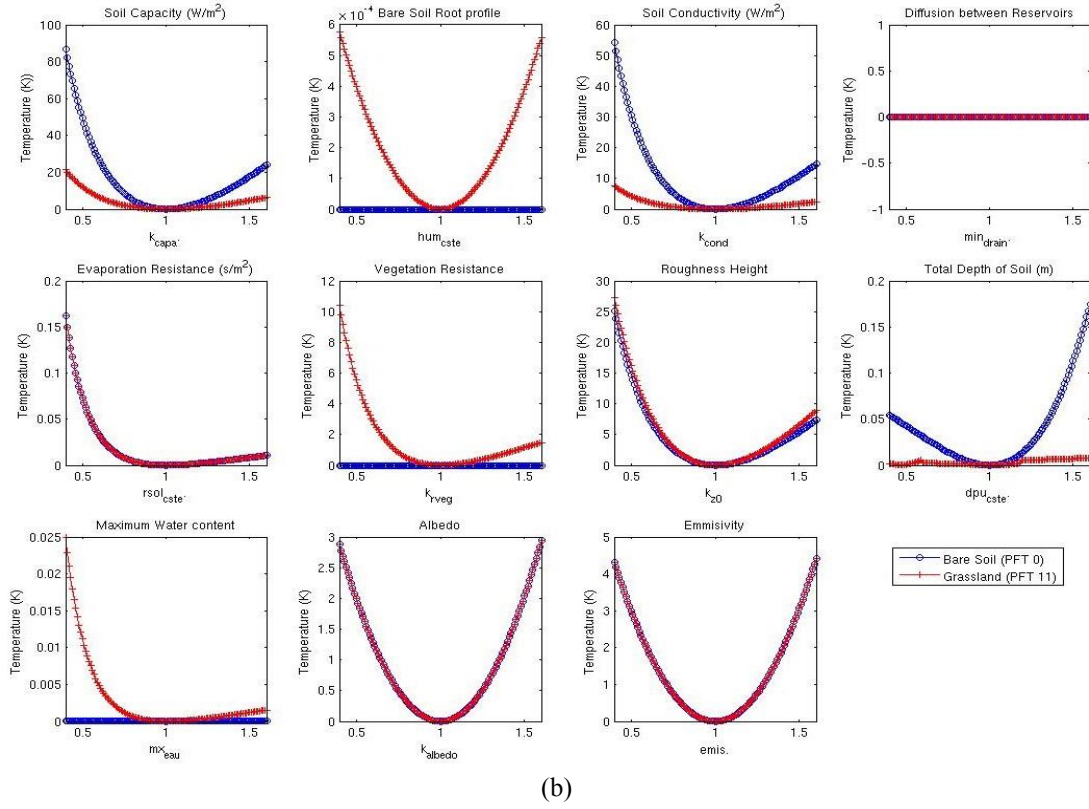 Soil Capacity (W/m²)
Temperature (K))
100
80
60
40
20
0
0.5 1 1.5
k_capa.
Bare Soil Root profile
× 10⁻⁴
Temperature (K)
6
5
4
3
2
1
0
0.5 1 1.5
hum_cste
Soil Conductivity (W/m²)
Temperature (K)
60
50
40
30
20
10
0
0.5 1 1.5
k_cond
Diffusion between Reservoirs
Temperature (K)
1
0.5
0
−0.5
−1
0.5 1 1.5
min_drain.
Evaporation Resistance (s/m²)
Temperature (K)
0.2
0.15
0.1
0.05
0
0.5 1 1.5
rsol_cste.
Vegetation Resistance
Temperature (K)
12
10
8
6
4
2
0
0.5 1 1.5
k_rveg
Roughness Height
Temperature (K)
30
25
20
15
10
5
0
0.5 1 1.5
k_z0
Total Depth of Soil (m)
Temperature (K)
0.2
0.15
0.1
0.05
0
0.5 1 1.5
dpu_cste.
Maximum Water content
Temperature (K)
0.025
0.02
0.015
0.01
0.005
0
0.5 1 1.5
mx_eau
Albedo
Temperature (K)
3
2.5
2
1.5
1
0.5
0
0.5 1 1.5
k_albedo
Emmisivity
Temperature (K)
5
4
3
2
1
0
0.5 1 1.5
emis.
Bare Soil (PFT 0)
Grassland (PFT 11)
(b)